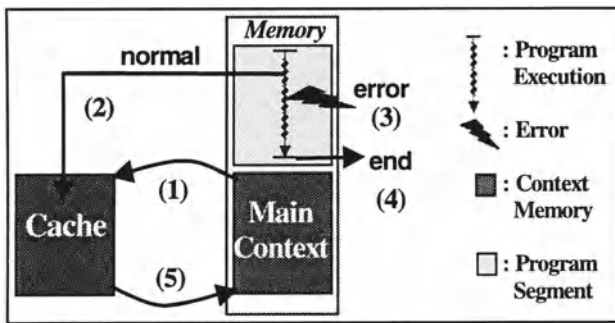 Memory
normal
(2)
error
(3)
end
(4)
(1)
Cache
Main
Context
(5)
: Program
Execution
: Error
: Context
Memory
: Program
Segment